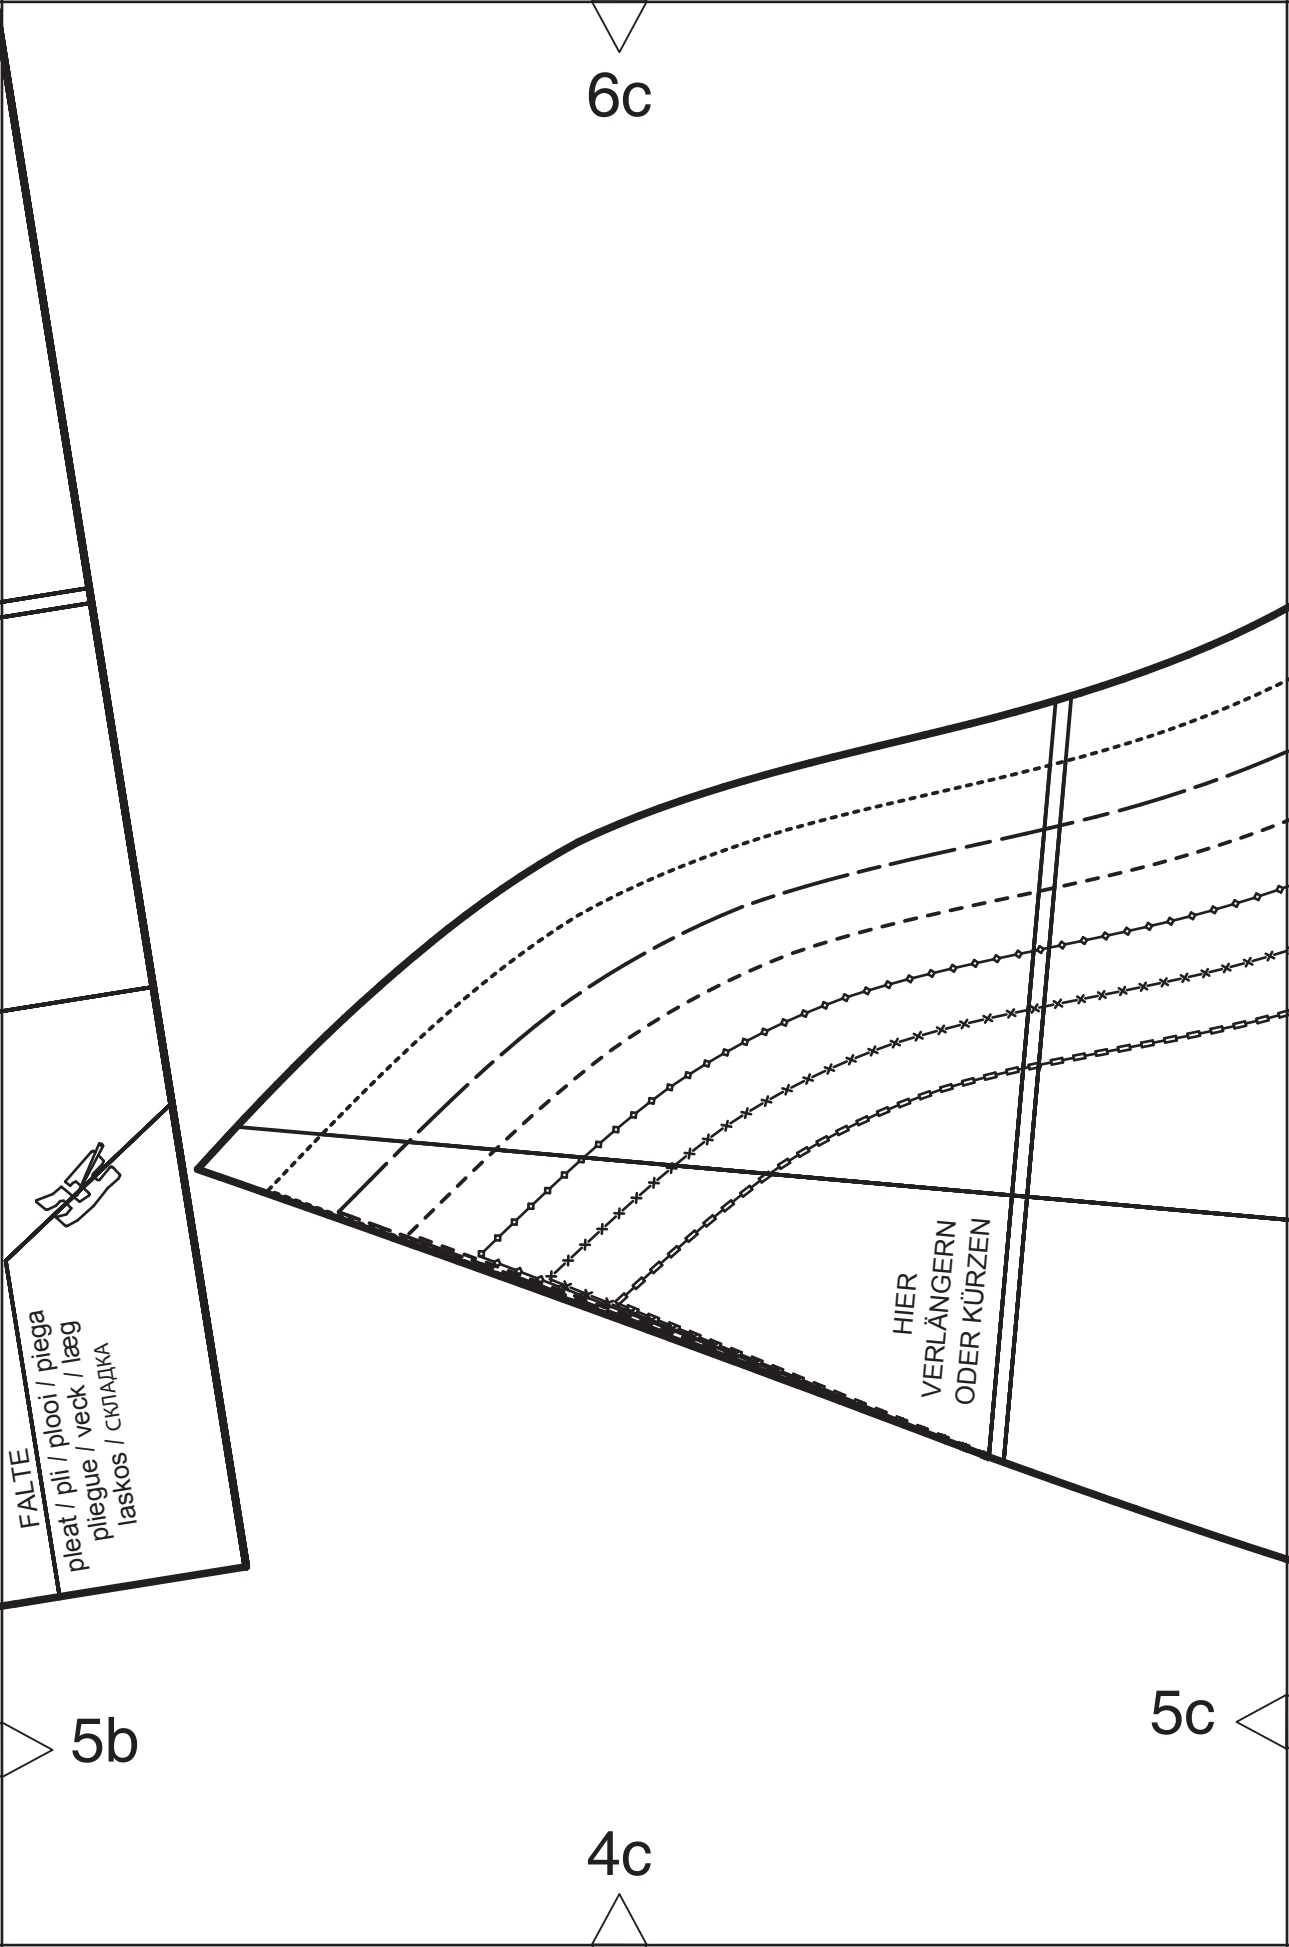 6c
HIER
VERLÄNGERN
ODER KÜRZEN
FALTE
pleat / pli / plooi / piega
pliegue / veck / læg
laskos / СКЛАДКА
5b
5c
4c